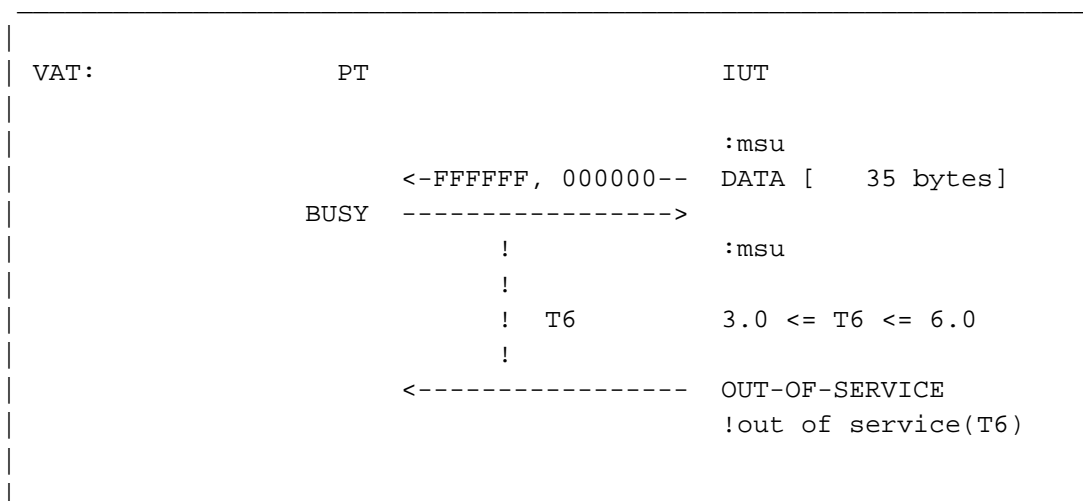 VAT:                PT                        IUT
                                              :msu
                          <-FFFFFF, 000000--  DATA [   35 bytes]
                    BUSY  ----------------->
                                !             :msu
                                !
                                !  T6         3.0 <= T6 <= 6.0
                                !
                          <-----------------  OUT-OF-SERVICE
                                              !out of service(T6)